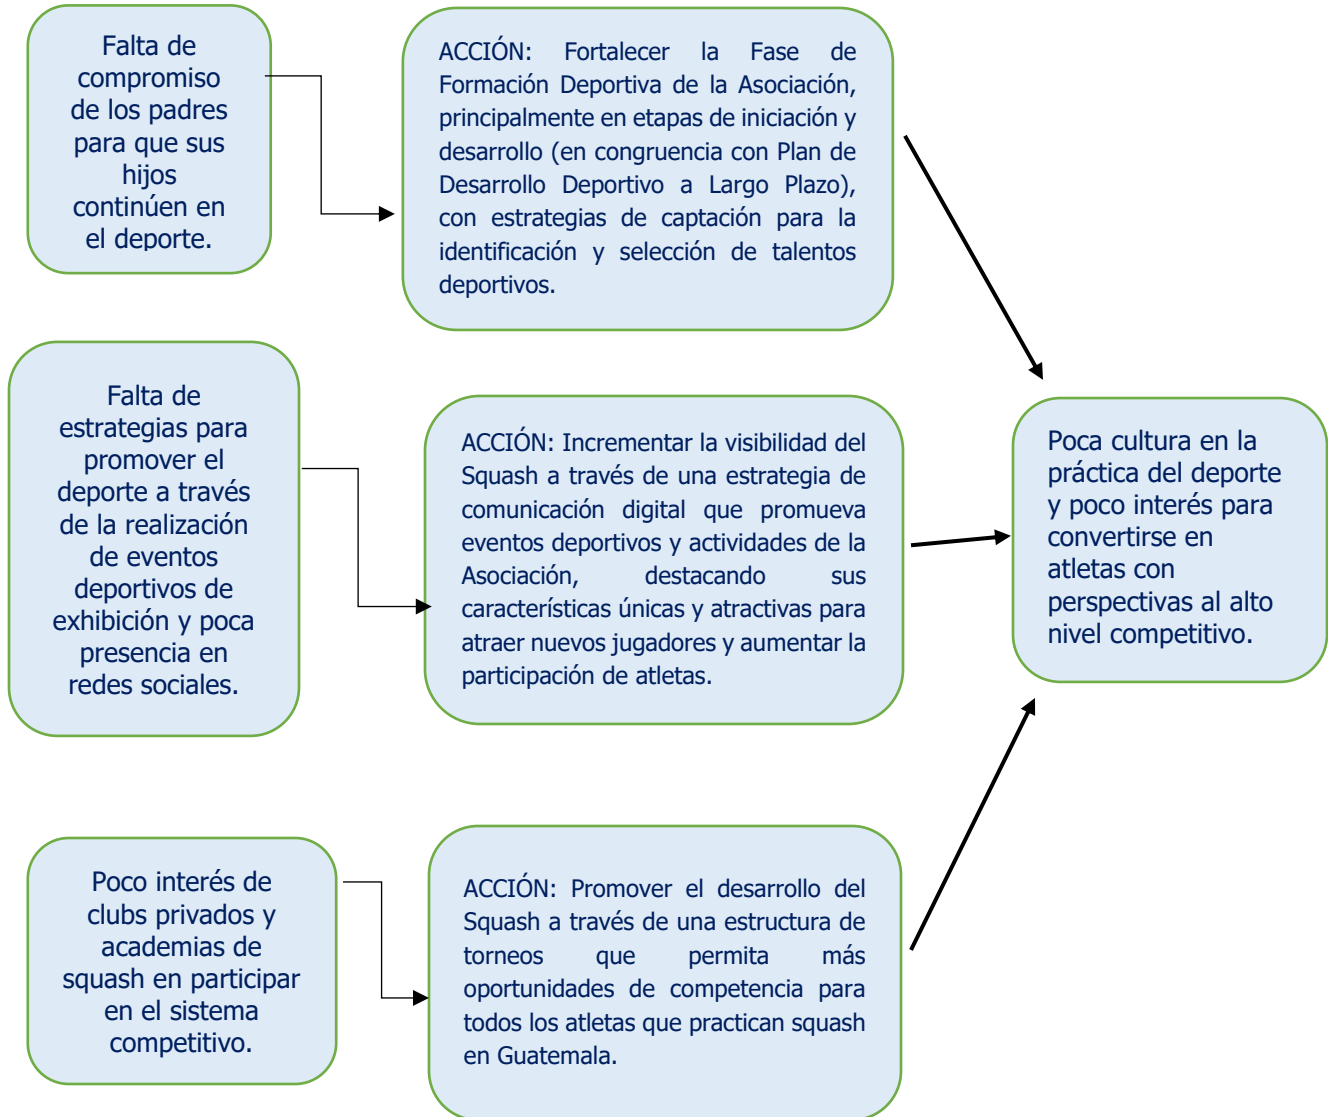 Falta de
compromiso
de los padres
para que sus
hijos
continúen en
el deporte.
ACCIÓN: Fortalecer la Fase de
Formación Deportiva de la Asociación,
principalmente en etapas de iniciación y
desarrollo (en congruencia con Plan de
Desarrollo Deportivo a Largo Plazo),
con estrategias de captación para la
identificación y selección de talentos
deportivos.
Falta de
estrategias para
promover el
deporte a través
de la realización
de eventos
deportivos de
exhibición y poca
presencia en
redes sociales.
ACCIÓN: Incrementar la visibilidad del
Squash a través de una estrategia de
comunicación digital que promueva
eventos deportivos y actividades de la
Asociación, destacando sus
características únicas y atractivas para
atraer nuevos jugadores y aumentar la
participación de atletas.
Poca cultura en la
práctica del deporte
y poco interés para
convertirse en
atletas con
perspectivas al alto
nivel competitivo.
Poco interés de
clubs privados y
academias de
squash en participar
en el sistema
competitivo.
ACCIÓN: Promover el desarrollo del
Squash a través de una estructura de
torneos que permita más
oportunidades de competencia para
todos los atletas que practican squash
en Guatemala.